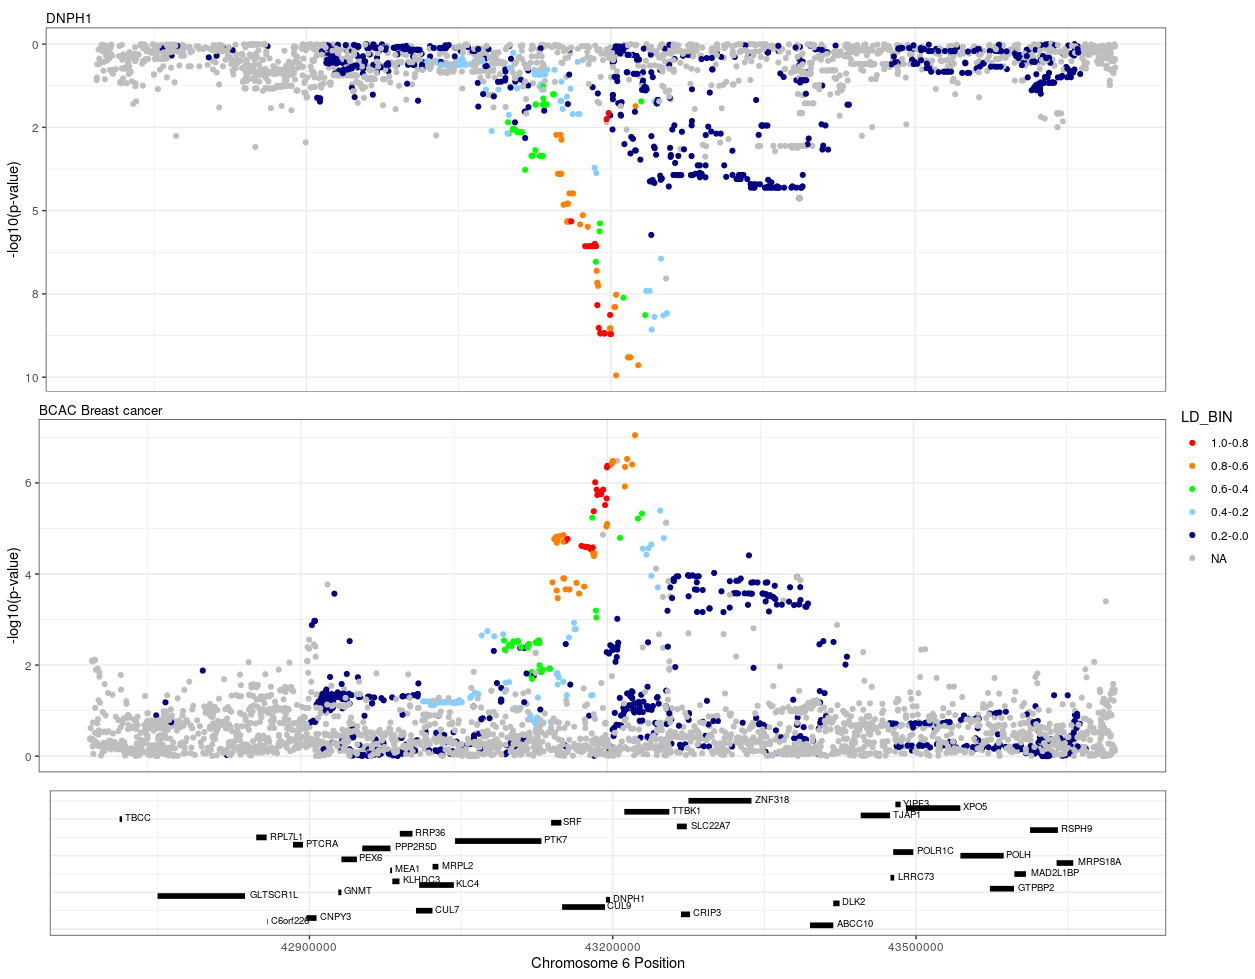 DNPH1
0
2
5
8
10
-log10(p-value)
BCAC Breast cancer
6
4
2
0
-log10(p-value)
LD_BIN
1.0-0.8
0.8-0.6
0.6-0.4
0.4-0.2
0.2-0.0
NA
ZNF318
YIPF3
XPO5
TTBK1
TJAP1
TBCC
SRF
SLC22A7
RSPH9
RRP36
RPL7L1
PTK7
PTCRA
PPP2R5D
POLR1C
POLH
PEX6
MRPS18A
MRPL2
MEA1
MAD2L1BP
LRRC73
KLHDC3
KLC4
GTPBP2
GNMT
GLTSCR1L
DNPH1
DLK2
CUL9
CUL7
CRIP3
CNPY3
ABCC10
42900000
43200000
43500000
Chromosome 6 Position